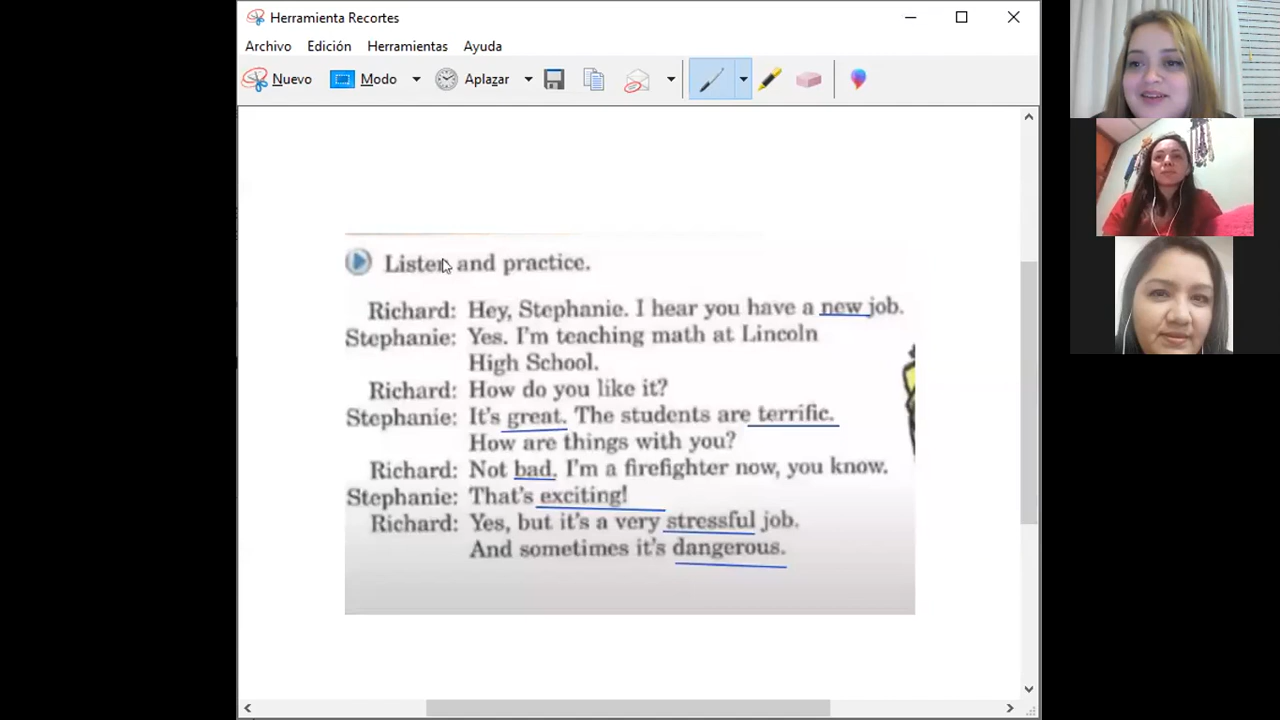 Herramienta Recortes
Archivo Edición Herramientas Ayuda
Nuevo Modo Aplazar
Listen and practice.
Richard: Hey, Stephanie. I hear you have a new job.
Stephanie: Yes. I'm teaching math at Lincoln
High School.
Richard: How do you like it?
Stephanie: It's great. The students are terrific.
How are things with you?
Richard: Not bad. I'm a firefighter now, you know.
Stephanie: That's exciting!
Richard: Yes, but it's a very stressful job.
And sometimes it's dangerous.